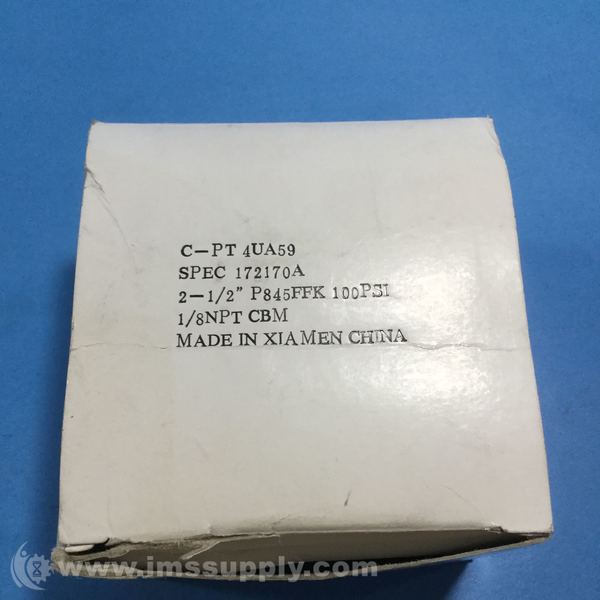 C-PT 4UA59
SPEC 172170A
2-1/2" P845FFK 100PSI
1/8NPT CBM
MADE IN XIAMEN CHINA
www.imssupply.com